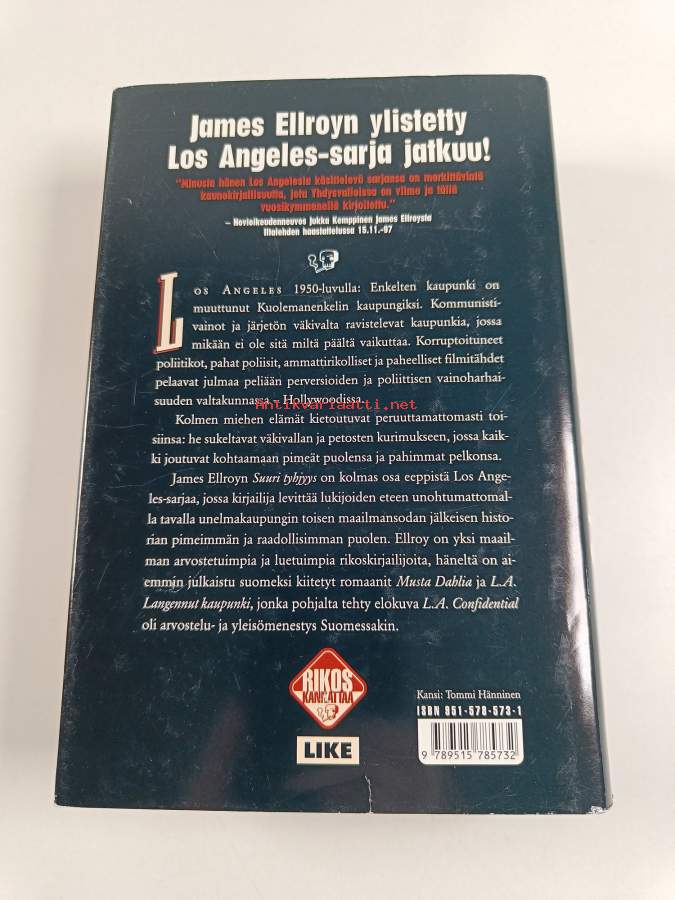 James Ellroyn ylistetty
Los Angeles-sarja jatkuu!
"Minusta hänen Los Angelesia käsittelevä sarjansa on merkittävintä
kaunokirjallisuutta, jota Yhdysvalloissa on viime ja tällä
vuosikymmenellä kirjoitettu."
– Hovioikeudenneuvos Jukka Kemppinen James Ellroysta
Iltalehden haastattelussa 15.11.-97
LOS ANGELES 1950-luvulla: Enkelten kaupunki on
muuttunut Kuolemanenkelin kaupungiksi. Kommunisti-
vainot ja järjetön väkivalta ravistelevat kaupunkia, jossa
mikään ei ole sitä miltä päältä vaikuttaa. Korruptoituneet
poliitikot, pahat poliisit, ammattirikolliset ja paheelliset filmitähdet
pelaavat julmaa peliään perversioiden ja poliittisen vainoharhai-
suuden valtakunnassa – Hollywoodissa.
Antikvariaatti.net
Kolmen miehen elämät kietoutuvat peruuttamattomasti toi-
siinsa: he sukeltavat väkivallan ja petosten kurimukseen, jossa kaik-
ki joutuvat kohtaamaan pimeät puolensa ja pahimmat pelkonsa.
James Ellroyn Suuri tyhjyys on kolmas osa eeppistä Los Ange-
les-sarjaa, jossa kirjailija levittää lukijoiden eteen unohtumattomal-
la tavalla unelmakaupungin toisen maailmansodan jälkeisen histo-
rian pimeimmän ja raadollisimman puolen. Ellroy on yksi maail-
man arvostetuimpia ja luetuimpia rikoskirjailijoita, häneltä on ai-
emmin julkaistu suomeksi kiitetyt romaanit Musta Dahlia ja L.A.
Langennut kaupunki, jonka pohjalta tehty elokuva L.A. Confidential
oli arvostelu- ja yleisömenestys Suomessakin.
RIKOS
KANNATTAA
LIKE
Kansi: Tommi Hänninen
ISBN 951-578-573-1
9 789515 785732